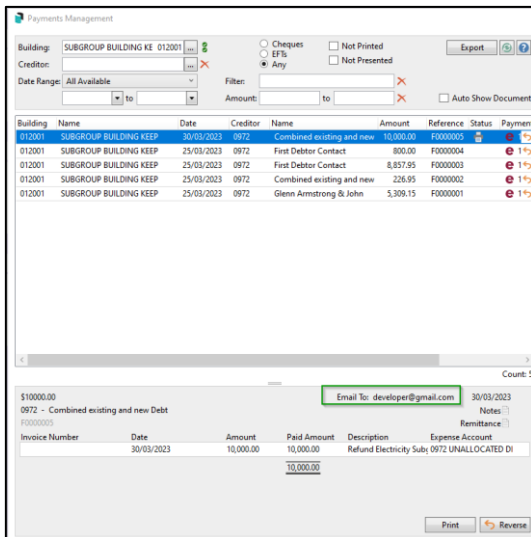 Payments Management
Building: SUBGROUP BUILDING KE 012001 ... Cheques Not Printed Export
Creditor: ... EFTs Not Presented
Any
Date Range: All Available Filter:
to Amount: to Auto Show Document
Building Name Date Creditor Name Amount Reference Status Paymen
012001 SUBGROUP BUILDING KEEP 30/03/2023 0972 Combined existing and new 10,000.00 F0000005
012001 SUBGROUP BUILDING KEEP 25/03/2023 0972 First Debtor Contact 800.00 F0000004 e 1
012001 SUBGROUP BUILDING KEEP 25/03/2023 0972 First Debtor Contact 8,857.95 F0000003 e 1
012001 SUBGROUP BUILDING KEEP 25/03/2023 0972 Combined existing and new 226.95 F0000002 e 1
012001 SUBGROUP BUILDING KEEP 25/03/2023 0972 Glenn Armstrong & John 5,309.15 F0000001 e 1
Count:
$10000.00 Email To: developer@gmail.com 30/03/2023
0972 - Combined existing and new Debt Notes
F0000005 Remittance
Invoice Number Date Amount Paid Amount Description Expense Account
30/03/2023 10,000.00 10,000.00 Refund Electricity Sub 0972 UNALLOCATED DI
10,000.00
Print Reverse